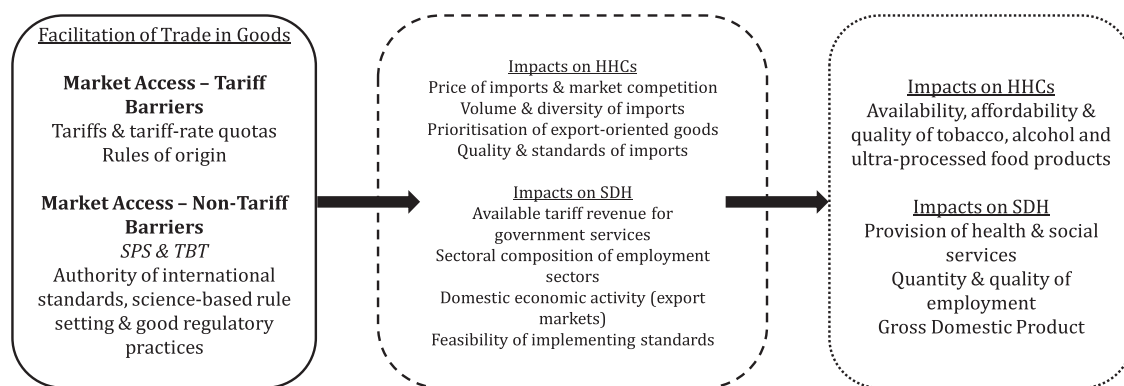 Facilitation of Trade in Goods
Market Access – Tariff
Barriers
Tariffs & tariff-rate quotas
Rules of origin
Market Access – Non-Tariff
Barriers
SPS & TBT
Authority of international
standards, science-based rule
setting & good regulatory
practices
Impacts on HHCs
Price of imports & market competition
Volume & diversity of imports
Prioritisation of export-oriented goods
Quality & standards of imports
Impacts on SDH
Available tariff revenue for
government services
Sectoral composition of employment
sectors
Domestic economic activity (export
markets)
Feasibility of implementing standards
Impacts on HHCs
Availability, affordability &
quality of tobacco, alcohol and
ultra-processed food products
Impacts on SDH
Provision of health & social
services
Quantity & quality of
employment
Gross Domestic Product